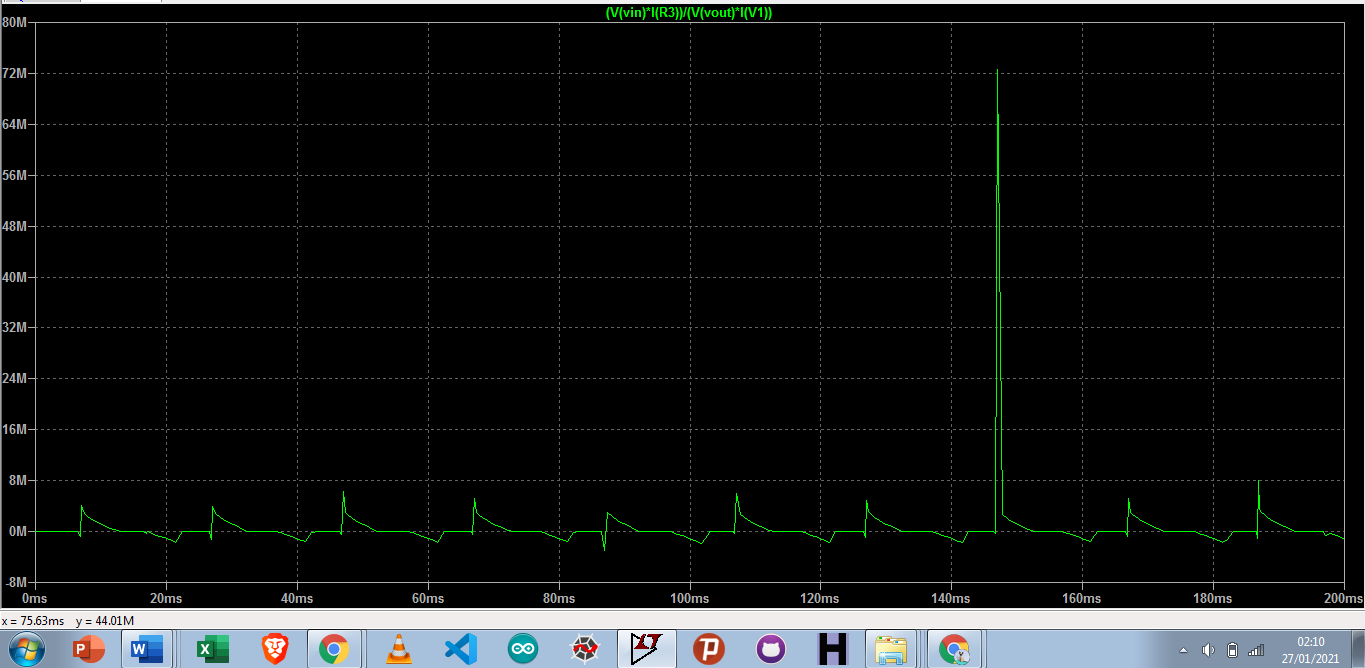 (V(vin)*I(R3))/(V(vout)*I(V1))
80M
72M
64M
56M
48M
40M
32M
24M
16M
8M
0M
-8M
0ms 20ms 40ms 60ms 80ms 100ms 120ms 140ms 160ms 180ms 200ms
x = 75.63ms y = 44.01M
P W X H
02:10
27/01/2021